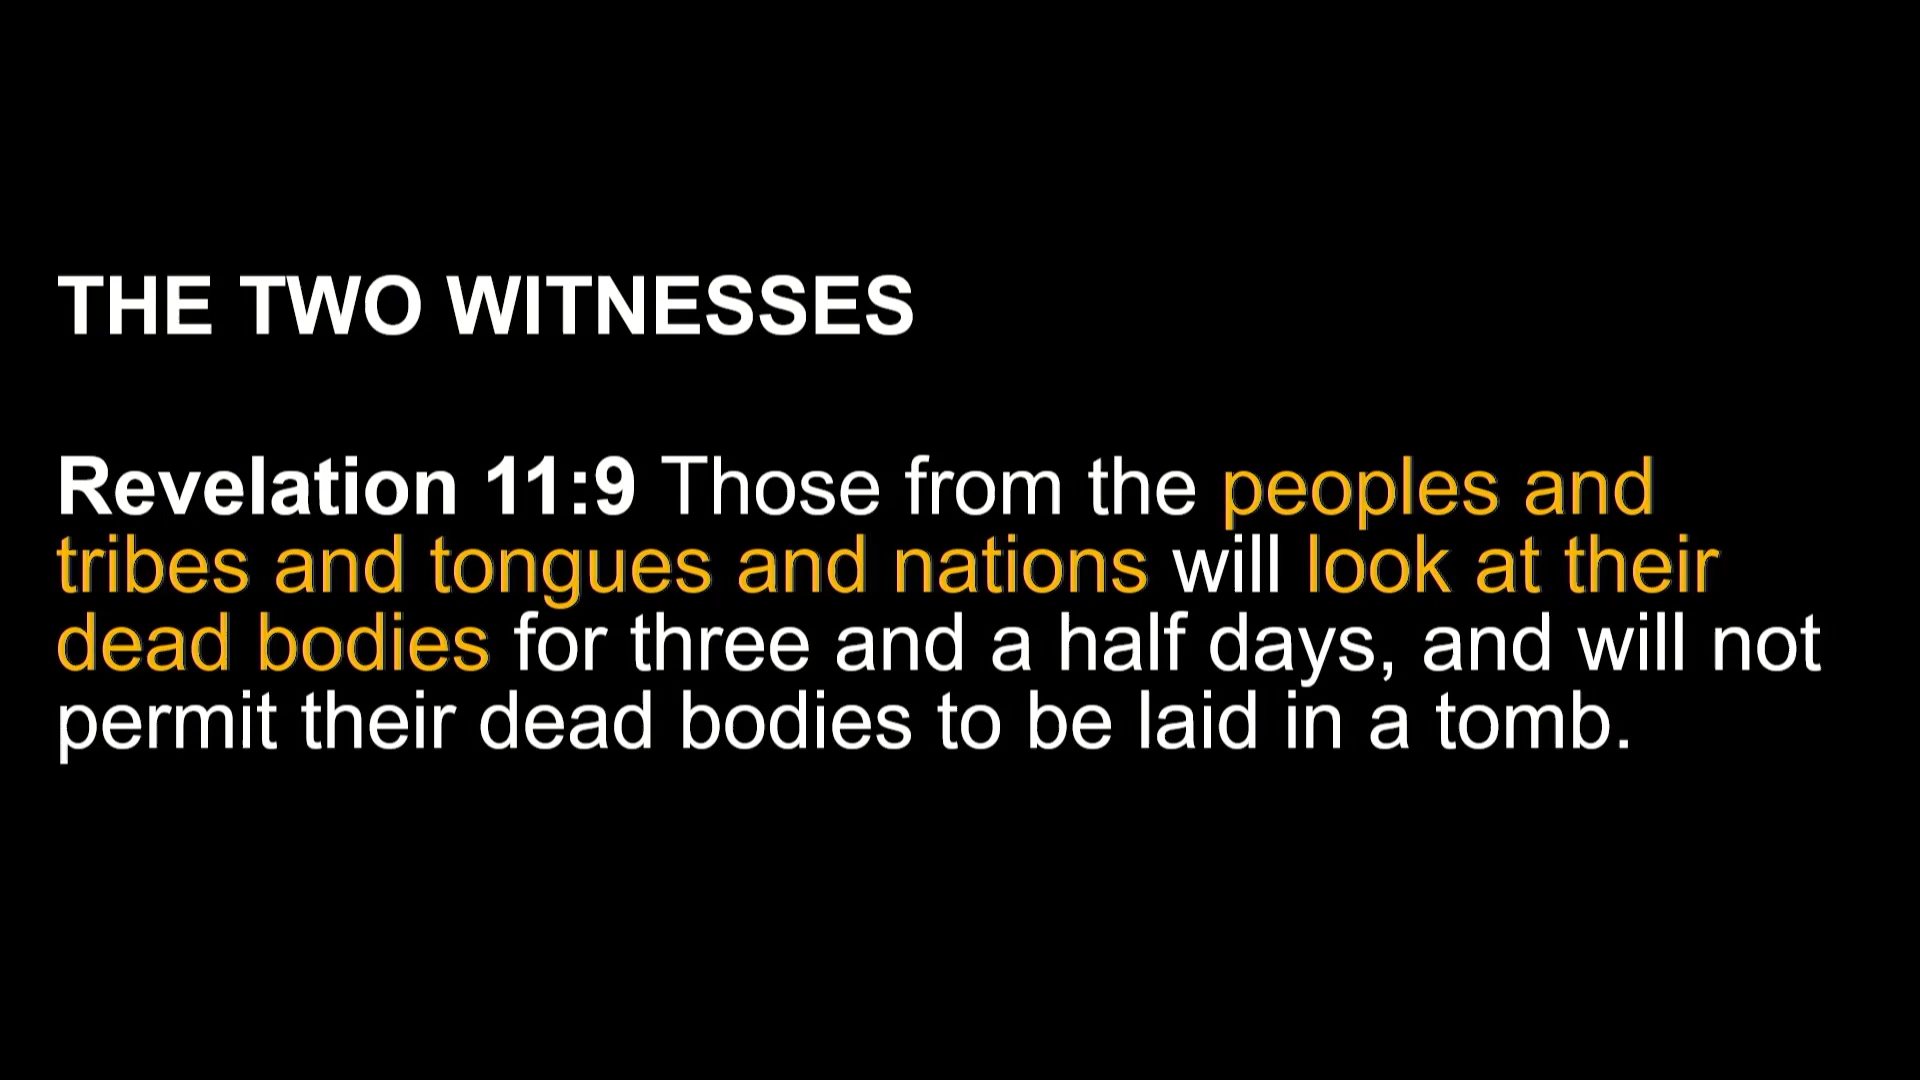 THE TWO WITNESSES
Revelation 11:9 Those from the peoples and
tribes and tongues and nations will look at their
dead bodies for three and a half days, and will not
permit their dead bodies to be laid in a tomb.